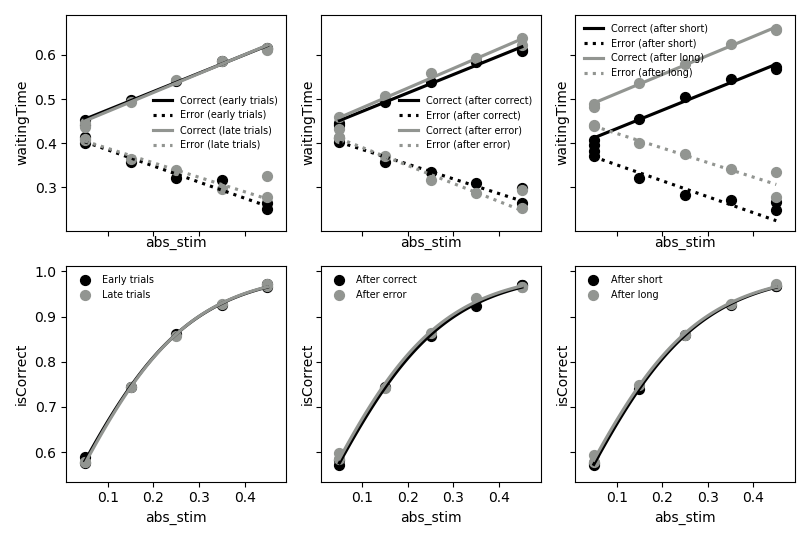 waitingTime
0.6
0.5
0.4
0.3
Correct (early trials)
Error (early trials)
Correct (late trials)
Error (late trials)
abs_stim
waitingTime
Correct (after correct)
Error (after correct)
Correct (after error)
Error (after error)
abs_stim
waitingTime
Correct (after short)
Error (after short)
Correct (after long)
Error (after long)
abs_stim
isCorrect
1.0
0.9
0.8
0.7
0.6
Early trials
Late trials
0.1 0.2 0.3 0.4
abs_stim
isCorrect
After correct
After error
0.1 0.2 0.3 0.4
abs_stim
isCorrect
After short
After long
0.1 0.2 0.3 0.4
abs_stim